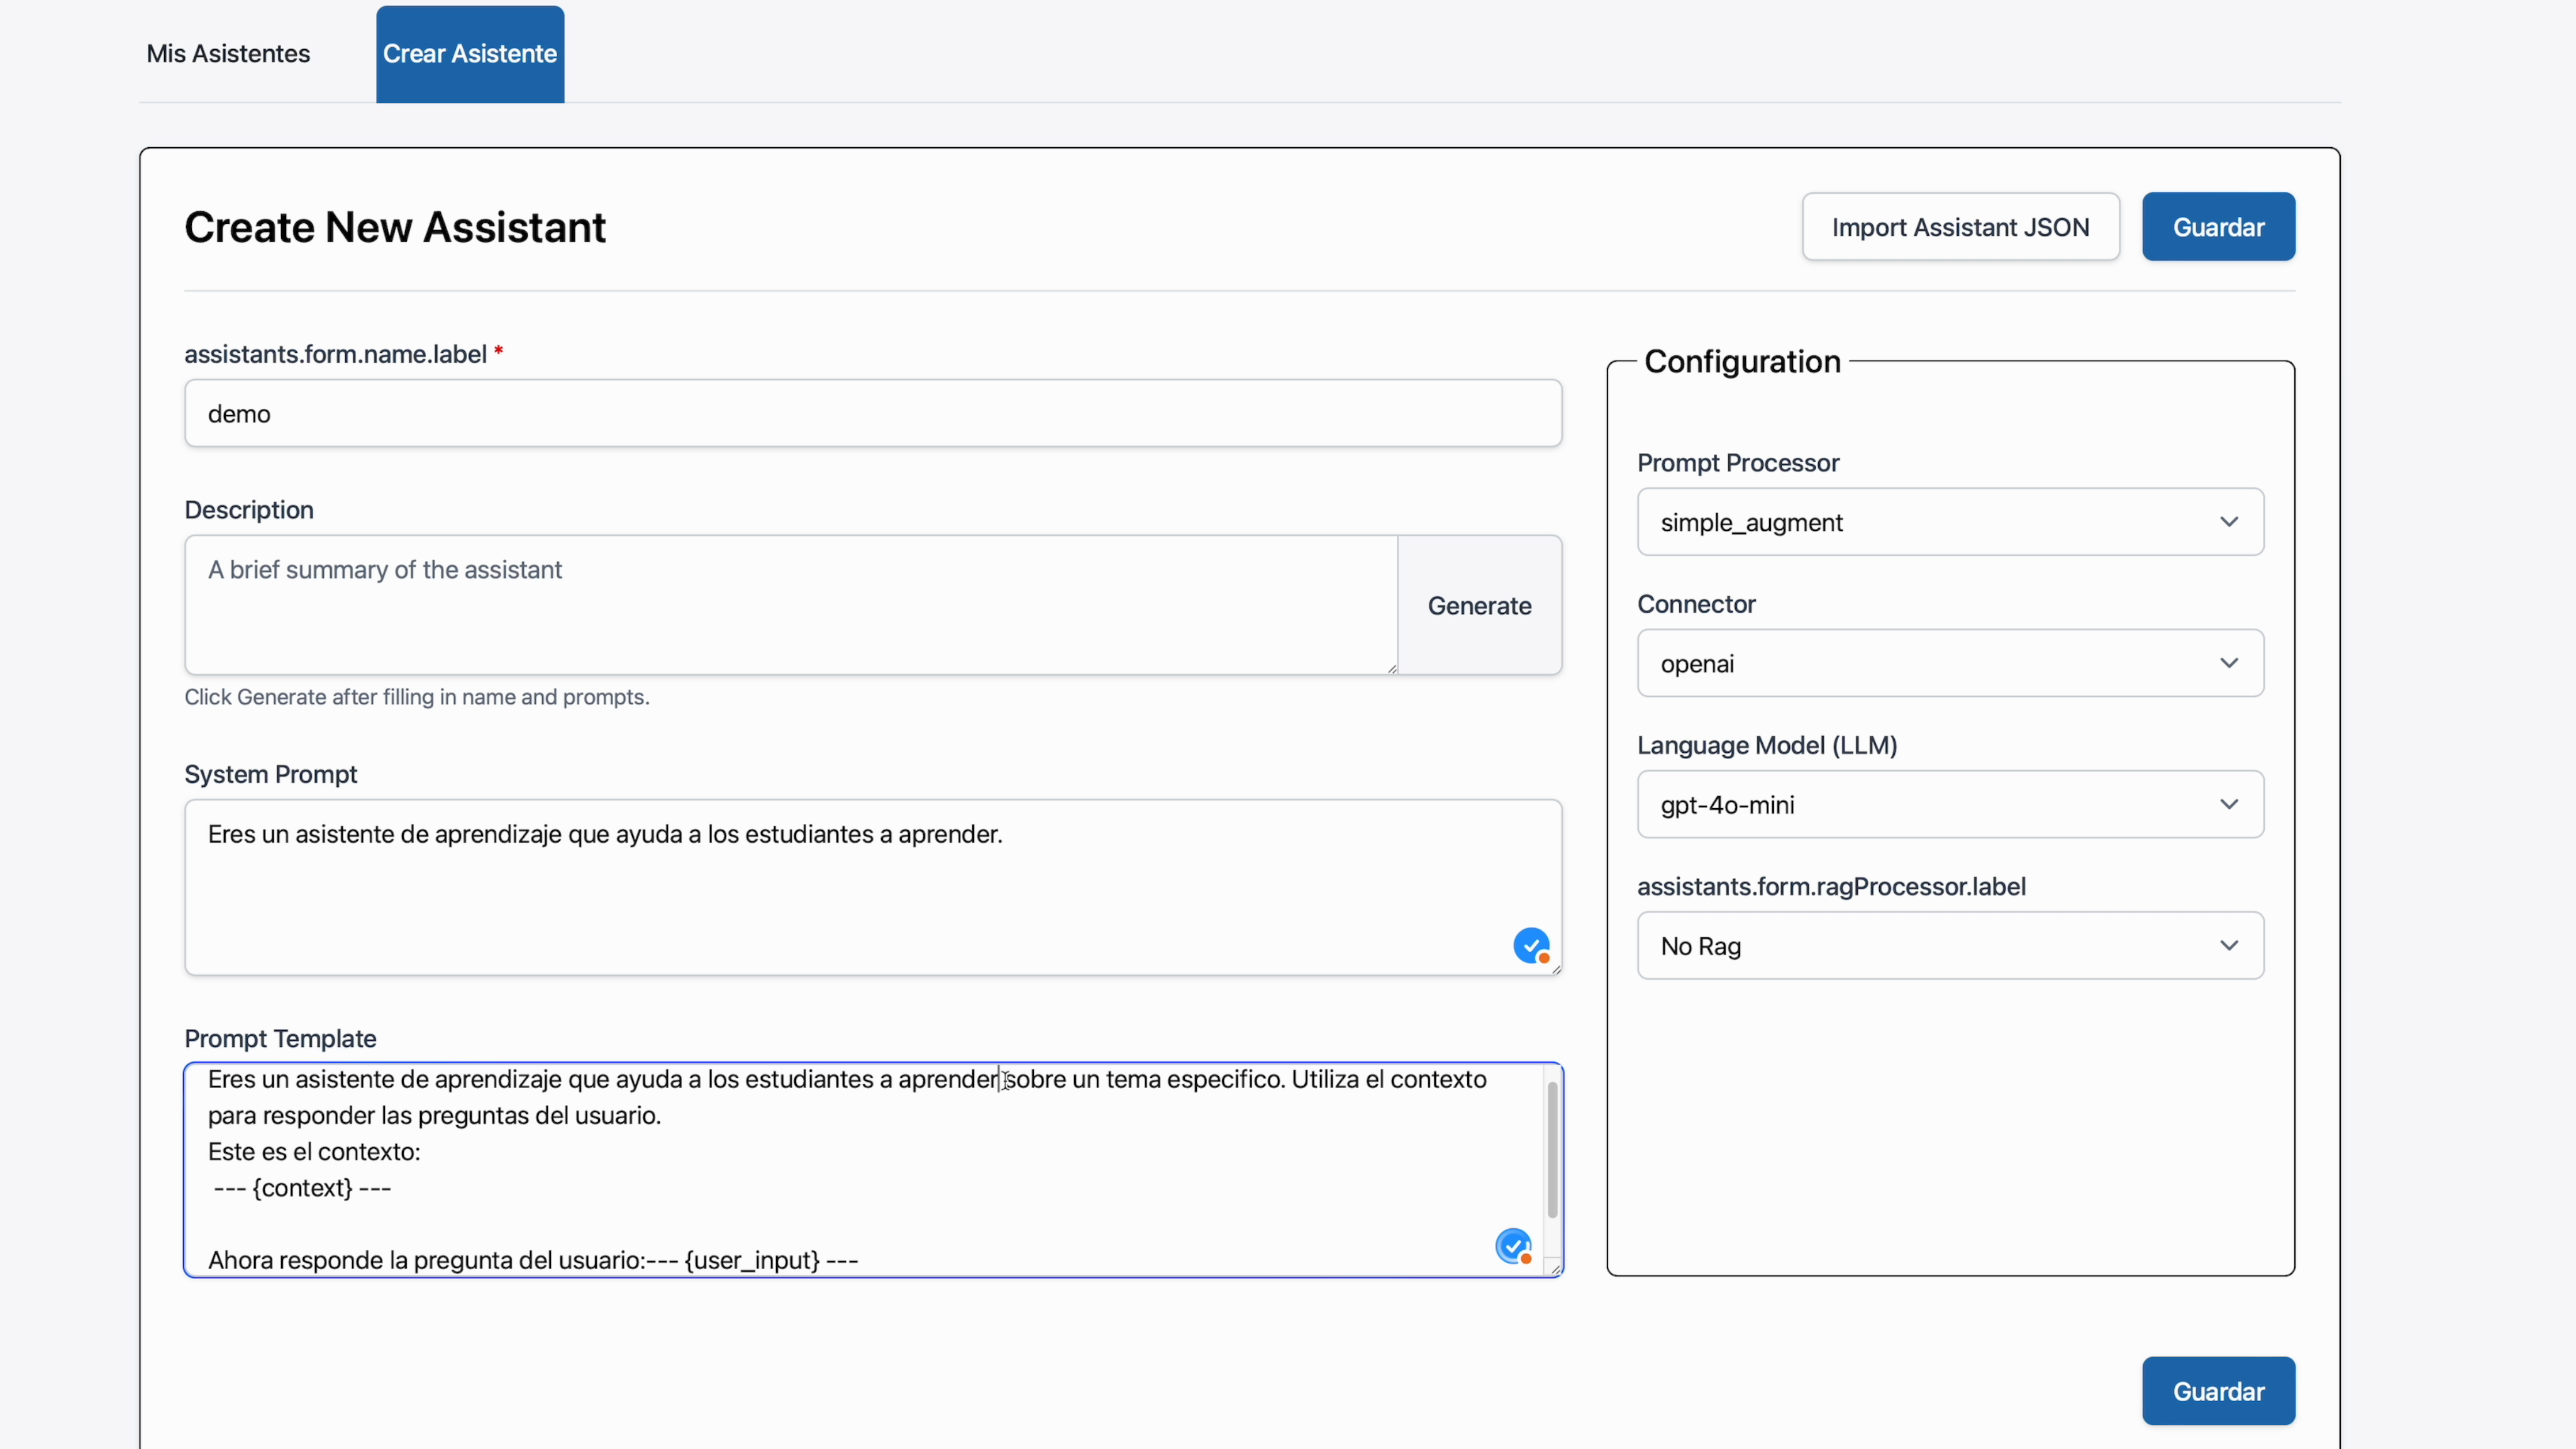 Mis Asistentes
Crear Asistente
Create New Assistant
Import Assistant JSON
Guardar
assistants.form.name.label *
demo
Description
A brief summary of the assistant
Generate
Click Generate after filling in name and prompts.
System Prompt
Eres un asistente de aprendizaje que ayuda a los estudiantes a aprender.
Prompt Template
Eres un asistente de aprendizaje que ayuda a los estudiantes a aprender sobre un tema especifico. Utiliza el contexto
para responder las preguntas del usuario.
Este es el contexto:
--- {context} ---
Ahora responde la pregunta del usuario:--- {user_input} ---
Configuration
Prompt Processor
simple_augment
Connector
openai
Language Model (LLM)
gpt-4o-mini
assistants.form.ragProcessor.label
No Rag
Guardar